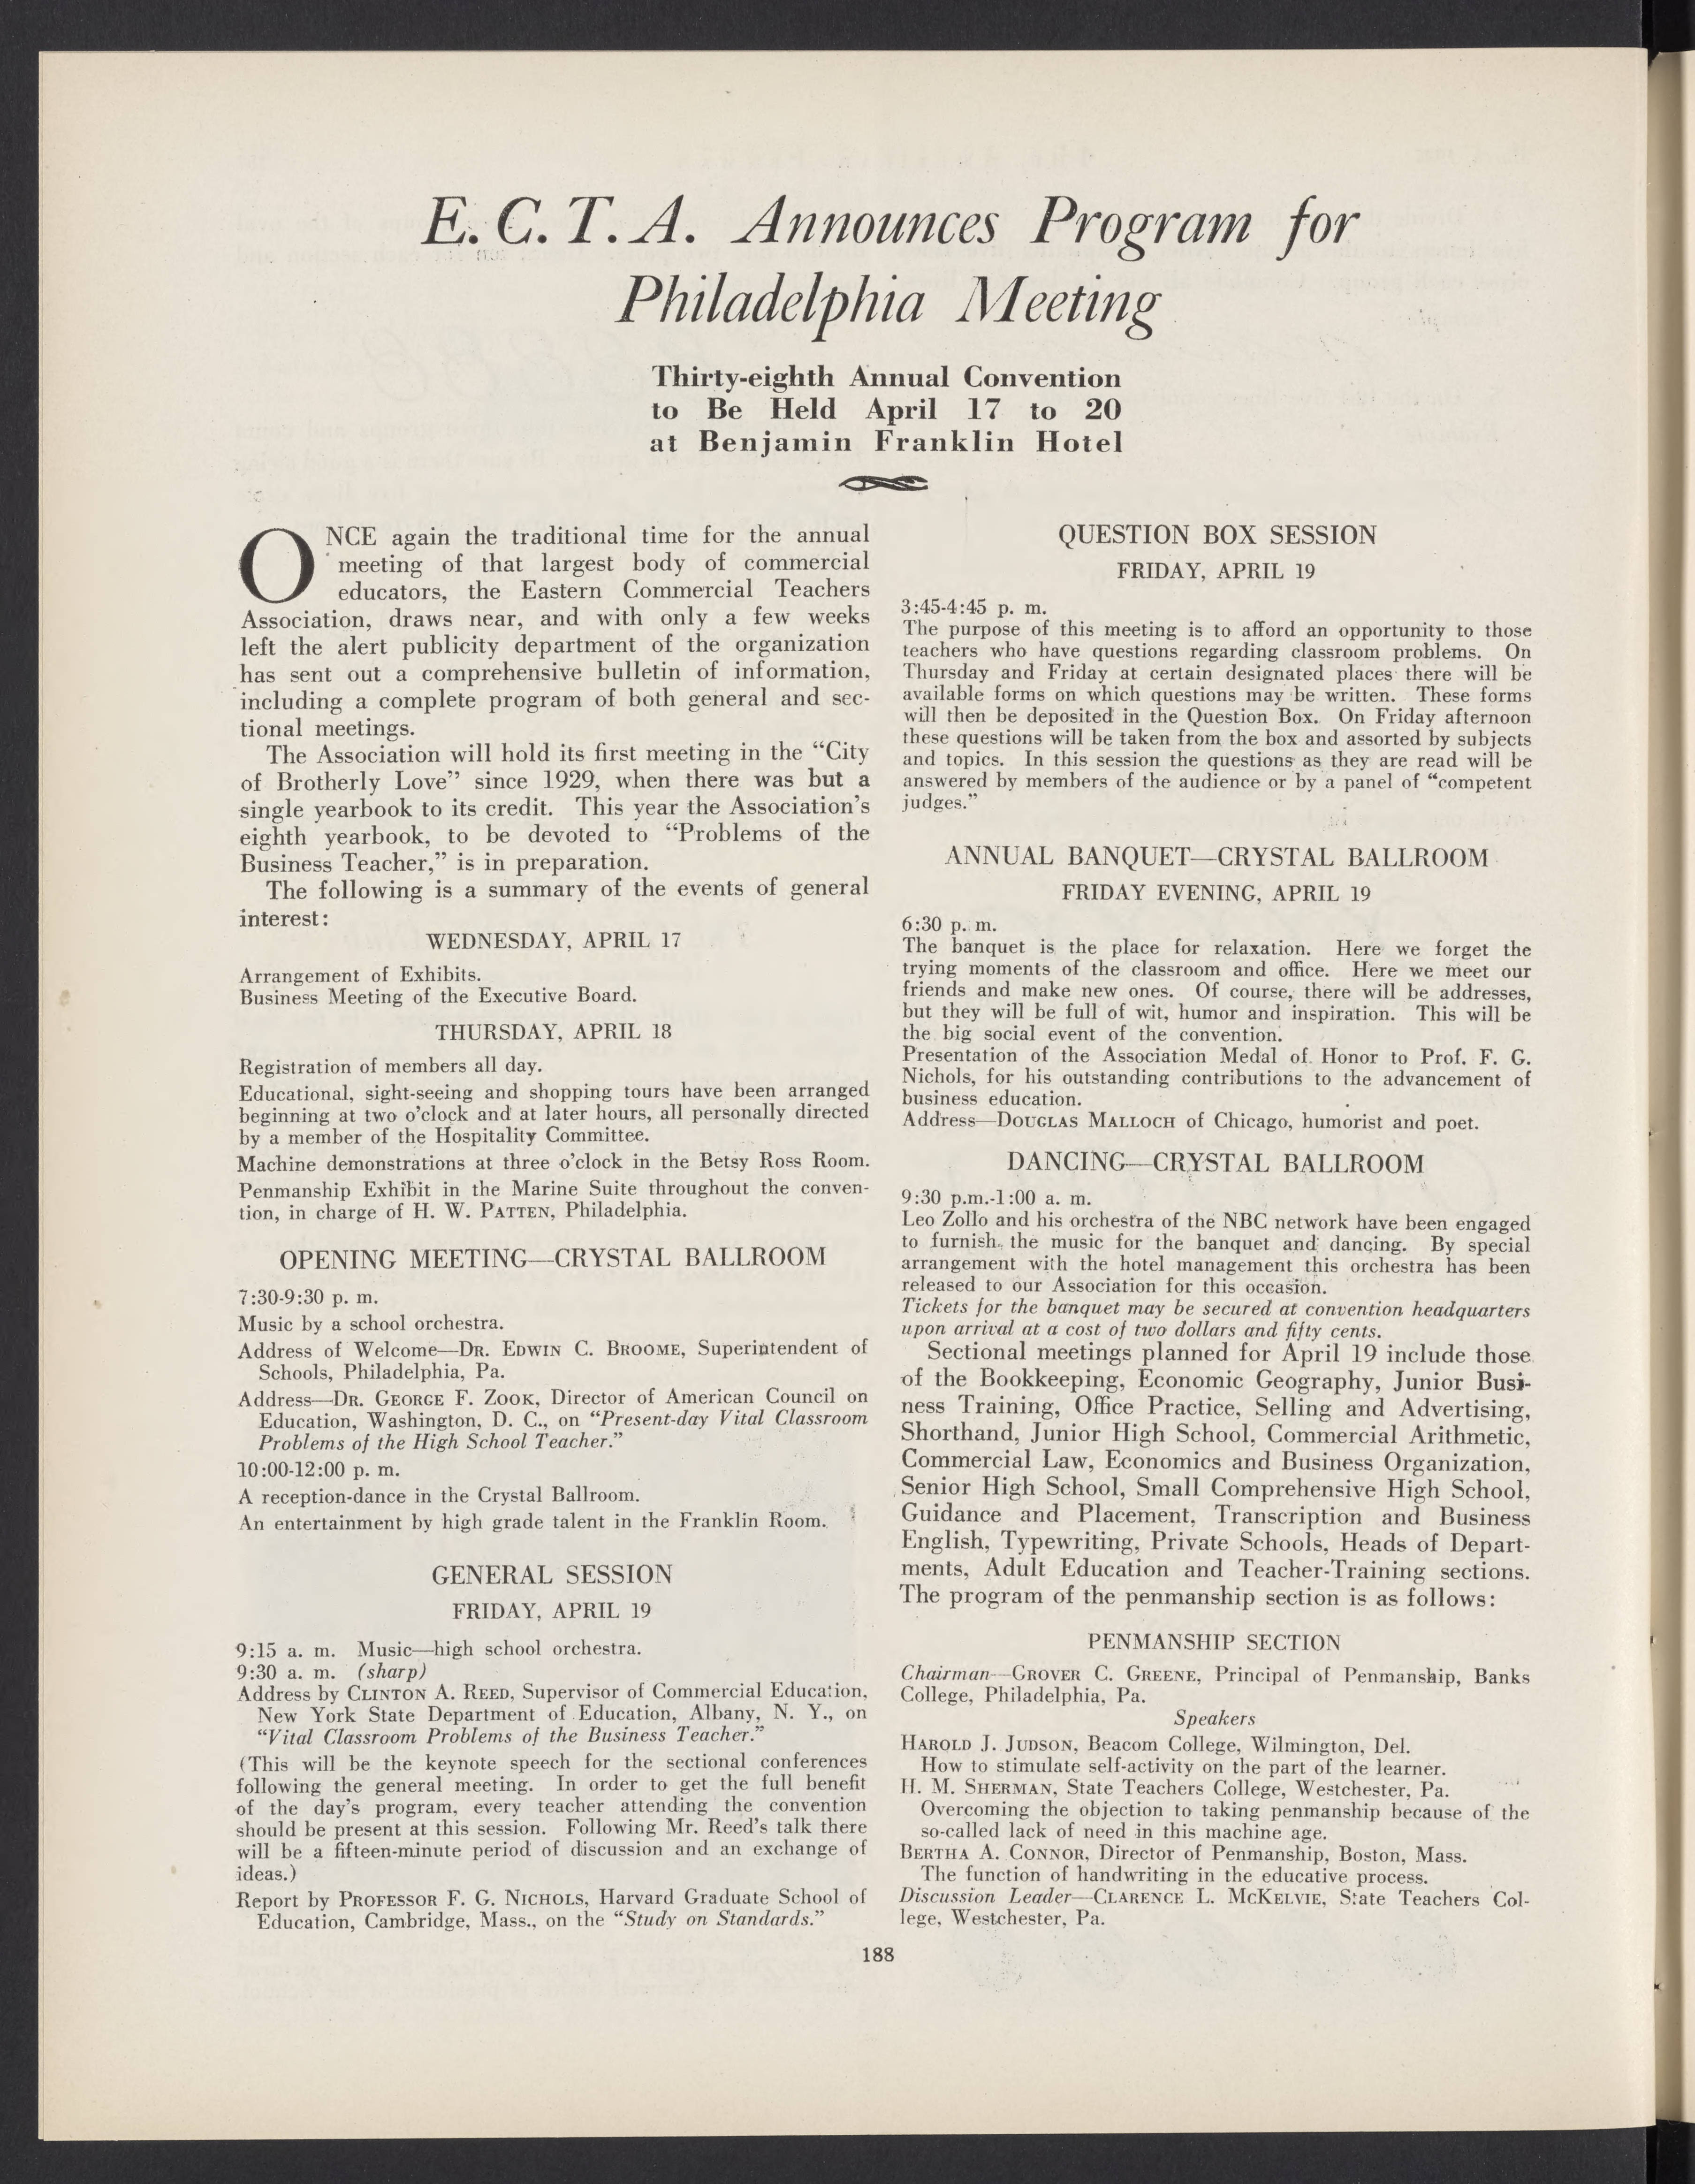 E. C. T. A. Announces Program for
Philadelphia Meeting
Thirty-eighth Annual Convention
to Be Held April 17 to 20
at Benjamin Franklin Hotel
ONCE again the traditional time for the annual
meeting of that largest body of commercial
educators, the Eastern Commercial Teachers
Association, draws near, and with only a few weeks
left the alert publicity department of the organization
has sent out a comprehensive bulletin of information,
including a complete program of both general and sec-
tional meetings.
The Association will hold its first meeting in the “City
of Brotherly Love” since 1929, when there was but a
single yearbook to its credit. This year the Association’s
eighth yearbook, to be devoted to “Problems of the
Business Teacher,” is in preparation.
The following is a summary of the events of general
interest:
WEDNESDAY, APRIL 17
Arrangement of Exhibits.
Business Meeting of the Executive Board.
THURSDAY, APRIL 18
Registration of members all day.
Educational, sight-seeing and shopping tours have been arranged
beginning at two o’clock and at later hours, all personally directed
by a member of the Hospitality Committee.
Machine demonstrations at three o’clock in the Betsy Ross Room.
Penmanship Exhibit in the Marine Suite throughout the conven-
tion, in charge of H. W. PATTEN, Philadelphia.
OPENING MEETING—CRYSTAL BALLROOM
7:30-9:30 p. m.
Music by a school orchestra.
Address of Welcome—DR. EDWIN C. BROOME, Superintendent of
Schools, Philadelphia, Pa.
Address—DR. GEORGE F. ZOOK, Director of American Council on
Education, Washington, D. C., on “Present-day Vital Classroom
Problems of the High School Teacher.”
10:00-12:00 p. m.
A reception-dance in the Crystal Ballroom.
An entertainment by high grade talent in the Franklin Room.
GENERAL SESSION
FRIDAY, APRIL 19
9:15 a. m. Music—high school orchestra.
9:30 a. m. (sharp)
Address by CLINTON A. REED, Supervisor of Commercial Education,
New York State Department of Education, Albany, N. Y., on
“Vital Classroom Problems of the Business Teacher.”
(This will be the keynote speech for the sectional conferences
following the general meeting. In order to get the full benefit
of the day’s program, every teacher attending the convention
should be present at this session. Following Mr. Reed’s talk there
will be a fifteen-minute period of discussion and an exchange of
ideas.)
Report by PROFESSOR F. G. NICHOLS, Harvard Graduate School of
Education, Cambridge, Mass., on the “Study on Standards.”
QUESTION BOX SESSION
FRIDAY, APRIL 19
3:45-4:45 p. m.
The purpose of this meeting is to afford an opportunity to those
teachers who have questions regarding classroom problems. On
Thursday and Friday at certain designated places there will be
available forms on which questions may be written. These forms
will then be deposited in the Question Box. On Friday afternoon
these questions will be taken from the box and assorted by subjects
and topics. In this session the questions as they are read will be
answered by members of the audience or by a panel of “competent
judges.”
ANNUAL BANQUET—CRYSTAL BALLROOM
FRIDAY EVENING, APRIL 19
6:30 p. m.
The banquet is the place for relaxation. Here we forget the
trying moments of the classroom and office. Here we meet our
friends and make new ones. Of course, there will be addresses,
but they will be full of wit, humor and inspiration. This will be
the big social event of the convention.
Presentation of the Association Medal of Honor to Prof. F. G.
Nichols, for his outstanding contributions to the advancement of
business education.
Address—DOUGLAS MALLOCH of Chicago, humorist and poet.
DANCING—CRYSTAL BALLROOM
9:30 p.m.-1:00 a. m.
Leo Zollo and his orchestra of the NBC network have been engaged
to furnish the music for the banquet and dancing. By special
arrangement with the hotel management this orchestra has been
released to our Association for this occasion.
Tickets for the banquet may be secured at convention headquarters
upon arrival at a cost of two dollars and fifty cents.
Sectional meetings planned for April 19 include those
of the Bookkeeping, Economic Geography, Junior Busi-
ness Training, Office Practice, Selling and Advertising,
Shorthand, Junior High School, Commercial Arithmetic,
Commercial Law, Economics and Business Organization,
Senior High School, Small Comprehensive High School,
Guidance and Placement, Transcription and Business
English, Typewriting, Private Schools, Heads of Depart-
ments, Adult Education and Teacher-Training sections.
The program of the penmanship section is as follows:
PENMANSHIP SECTION
Chairman—GROVER C. GREENE, Principal of Penmanship, Banks
College, Philadelphia, Pa.
Speakers
HAROLD J. JUDSON, Beacom College, Wilmington, Del.
How to stimulate self-activity on the part of the learner.
H. M. SHERMAN, State Teachers College, Westchester, Pa.
Overcoming the objection to taking penmanship because of the
so-called lack of need in this machine age.
BERTHA A. CONNOR, Director of Penmanship, Boston, Mass.
The function of handwriting in the educative process.
Discussion Leader—CLARENCE L. MCKELVIE, State Teachers Col-
lege, Westchester, Pa.
188